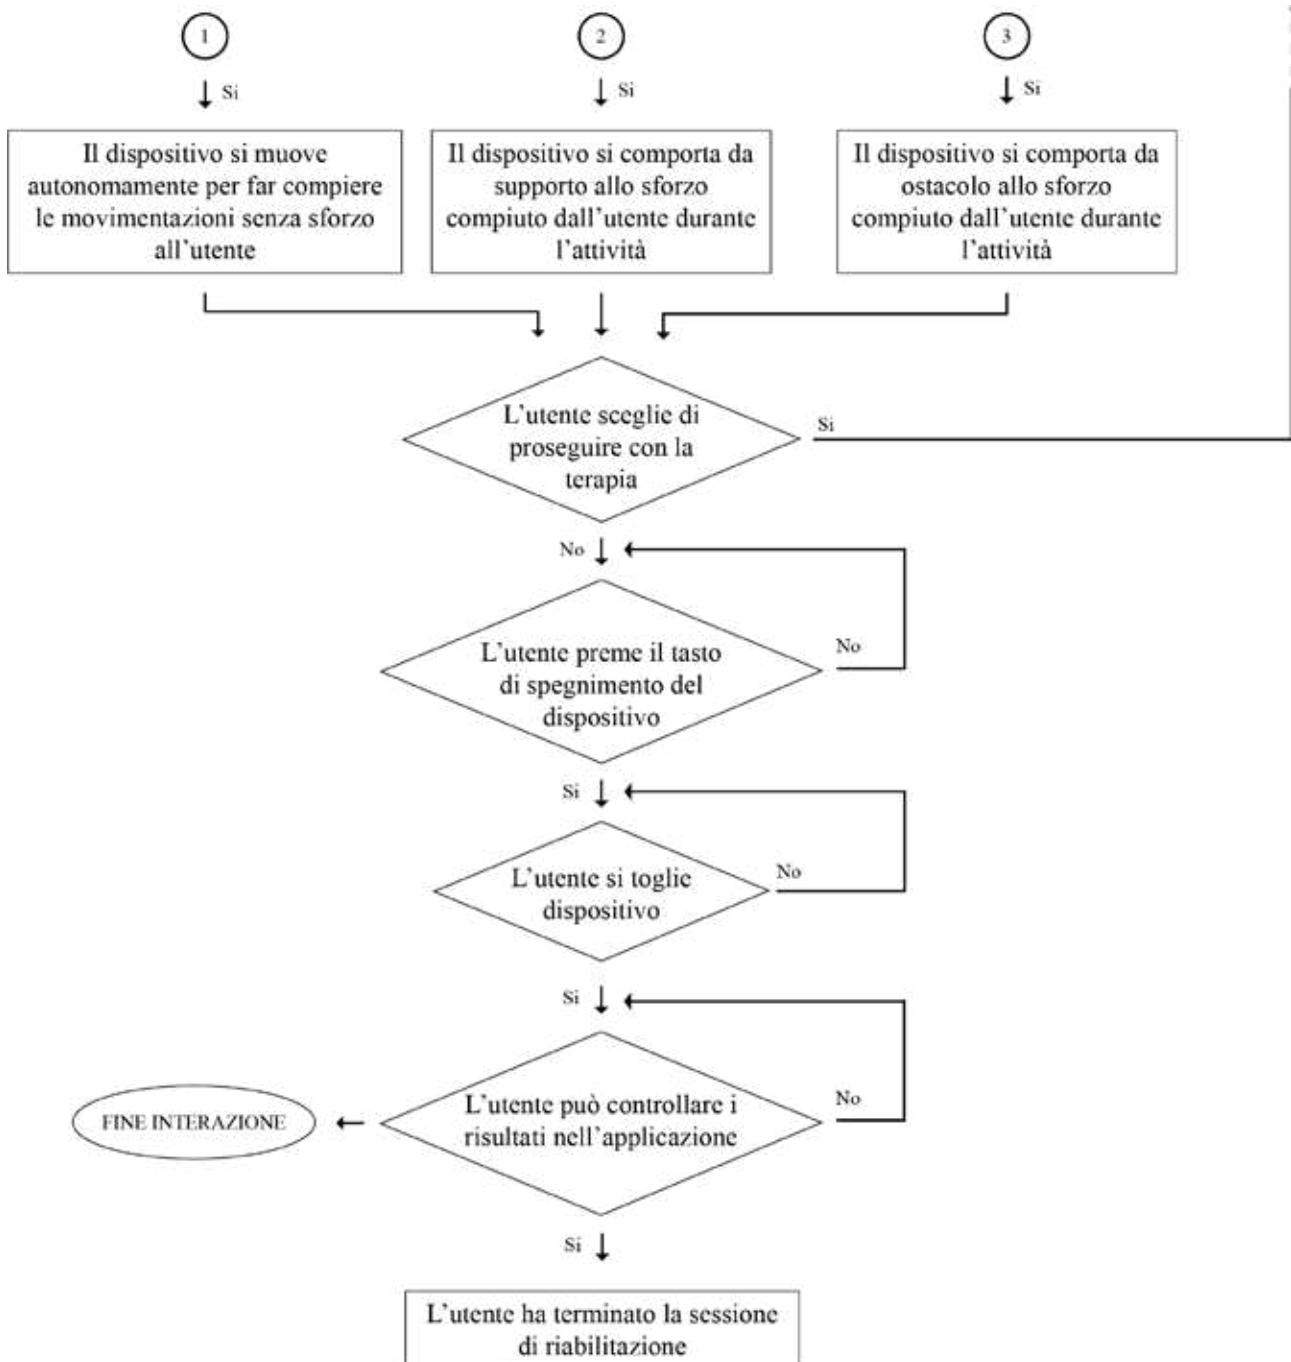 1
2
3
Si
Si
Si
Il dispositivo si muove
autonomamente per far compiere
le movimentazioni senza sforzo
all'utente
Il dispositivo si comporta da
supporto allo sforzo
compiuto dall'utente durante
l'attività
Il dispositivo si comporta da
ostacolo allo sforzo
compiuto dall'utente durante
l'attività
L'utente sceglie di
proseguire con la
terapia
Si
No
L'utente preme il tasto
di spegnimento del
dispositivo
No
Si
L'utente si toglie
dispositivo
No
Si
L'utente può controllare i
risultati nell'applicazione
No
FINE INTERAZIONE
Si
L'utente ha terminato la sessione
di riabilitazione